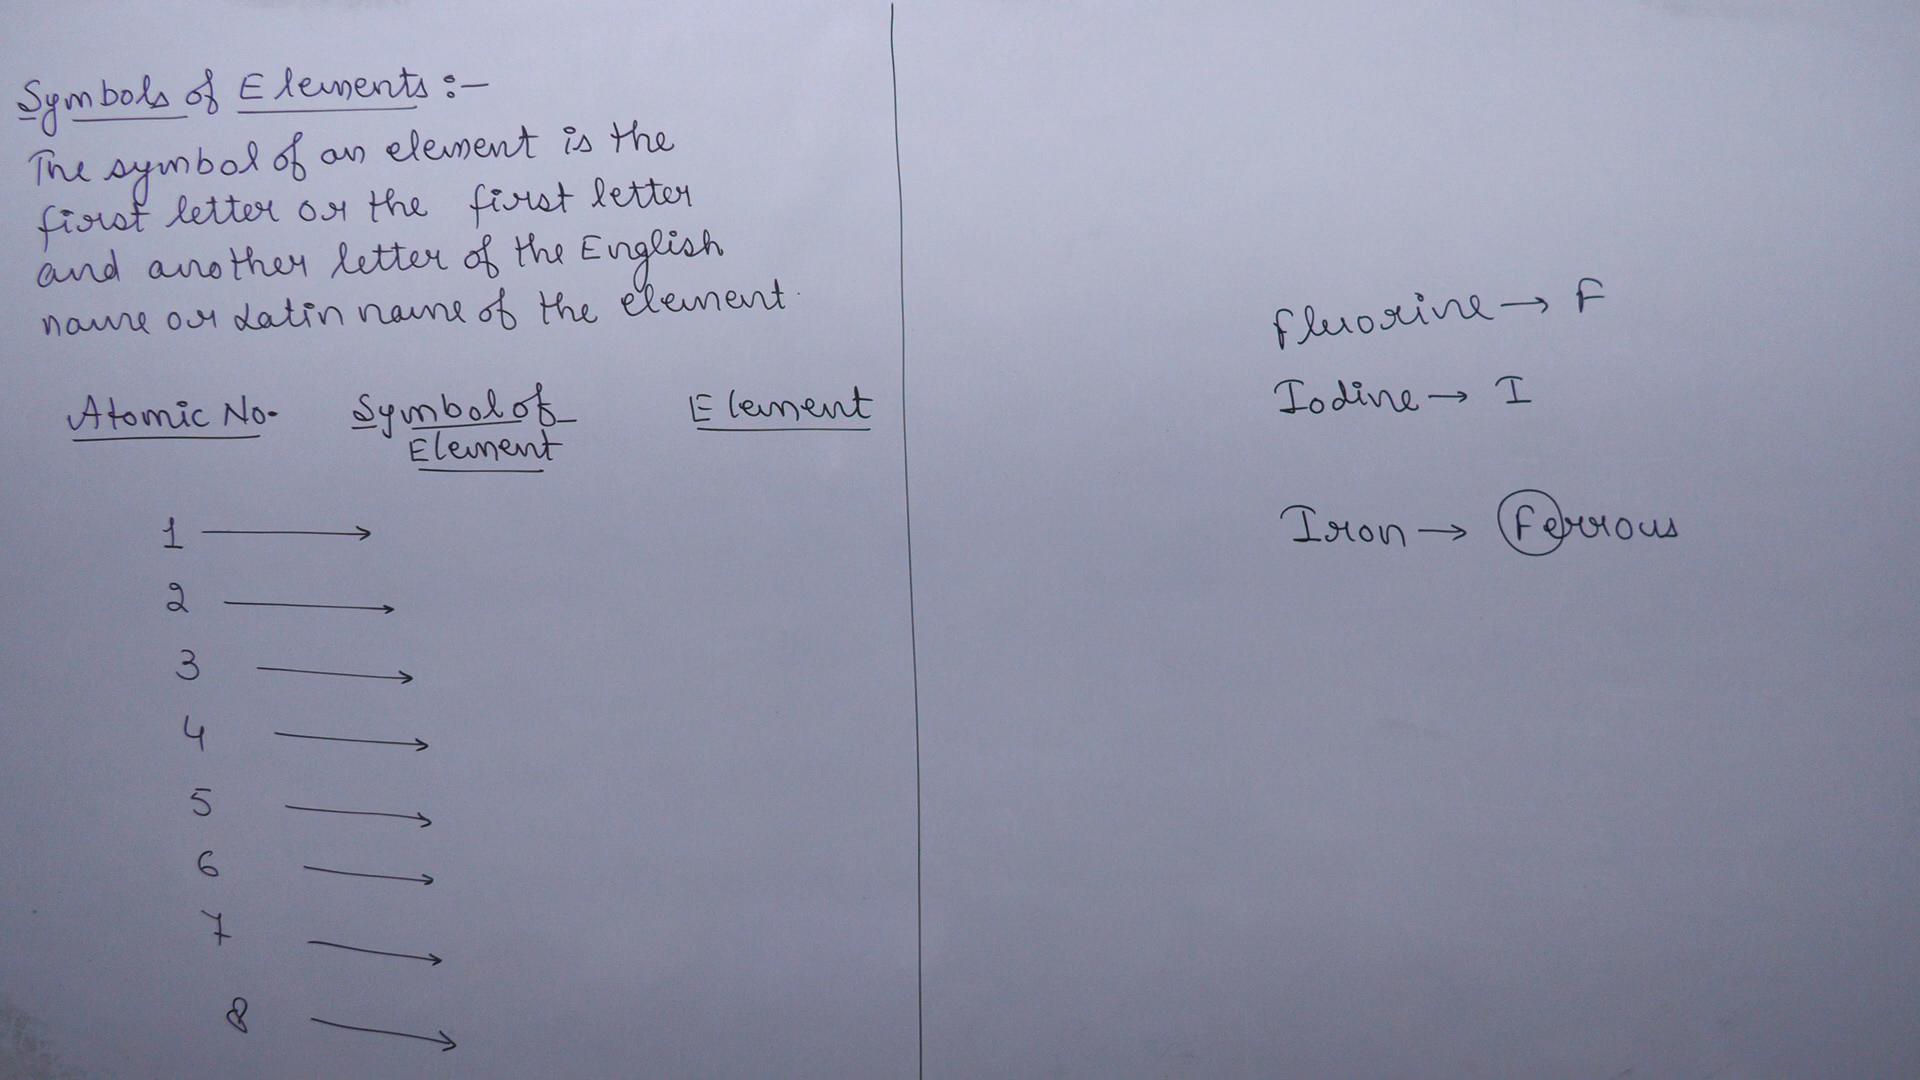 Symbols of Elements :-
The symbol of an element is the
first letter or the first letter
and another letter of the English
name or Latin name of the element.
Atomic No. Symbol of Element Element
1 →
2 →
3 →
4 →
5 →
6 →
7 →
8 →
Fluorine → F
Iodine → I
Iron → Ferrous